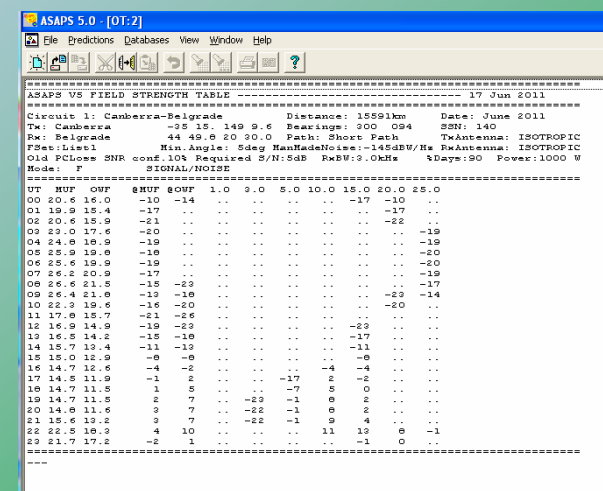 ASAPS 5.0 - [OT:2]
File Predictions Databases View Window Help
ASAPS V5 FIELD STRENGTH TABLE ---------------------------- 17 Jun 2011
Circuit 1: Canberra-Belgrade Distance: 15591km Date: June 2011
Tx: Canberra -35 15. 149 9.6 Bearings: 300 094 SSN: 140
Rx: Belgrade 44 49.8 20 30.0 Path: Short Path TxAntenna: ISOTROPIC
FSet:List1 Min.Angle: 5deg ManMadeNoise:-145dBW/Hz RxAntenna: ISOTROPIC
Old PCLoss SNR conf.10% Required S/N:5dB RxBW:3.0kHz %Days:90 Power:1000 W
Mode: F SIGNAL/NOISE
UT MUF OWF @MUF @OWF 1.0 3.0 5.0 10.0 15.0 20.0 25.0
00 20.6 16.0 -10 -14 .. .. .. .. -17 -10 ..
01 19.9 15.4 -17 .. .. .. .. .. .. -17 ..
02 20.6 15.9 -21 .. .. .. .. .. .. -22 ..
03 23.0 17.6 -20 .. .. .. .. .. .. .. -19
04 24.8 18.9 -19 .. .. .. .. .. .. .. -19
05 25.9 19.8 -18 .. .. .. .. .. .. .. -20
06 25.6 19.9 -19 .. .. .. .. .. .. .. -20
07 26.2 20.9 -17 .. .. .. .. .. .. .. -19
08 26.6 21.5 -15 -23 .. .. .. .. .. .. -17
09 26.4 21.8 -13 -18 .. .. .. .. .. -23 -14
10 22.3 19.6 -16 -20 .. .. .. .. .. -20 ..
11 17.8 15.7 -21 -26 .. .. .. .. .. .. ..
12 16.9 14.9 -19 -23 .. .. .. .. -23 .. ..
13 16.5 14.2 -15 -18 .. .. .. .. -17 .. ..
14 15.7 13.4 -11 -13 .. .. .. .. -11 .. ..
15 15.0 12.9 -8 -8 .. .. .. .. -8 .. ..
16 14.7 12.6 -4 -2 .. .. .. -4 -4 .. ..
17 14.5 11.9 -1 2 .. .. -17 2 -2 .. ..
18 14.7 11.5 1 5 .. .. -7 5 0 .. ..
19 14.7 11.5 2 7 .. -23 -1 8 2 .. ..
20 14.8 11.6 3 7 .. -22 -1 8 2 .. ..
21 15.6 13.2 3 7 .. -22 -1 9 4 .. ..
22 22.5 18.3 4 10 .. .. .. 11 13 8 -1
23 21.7 17.2 -2 1 .. .. .. .. -1 0 ..
---